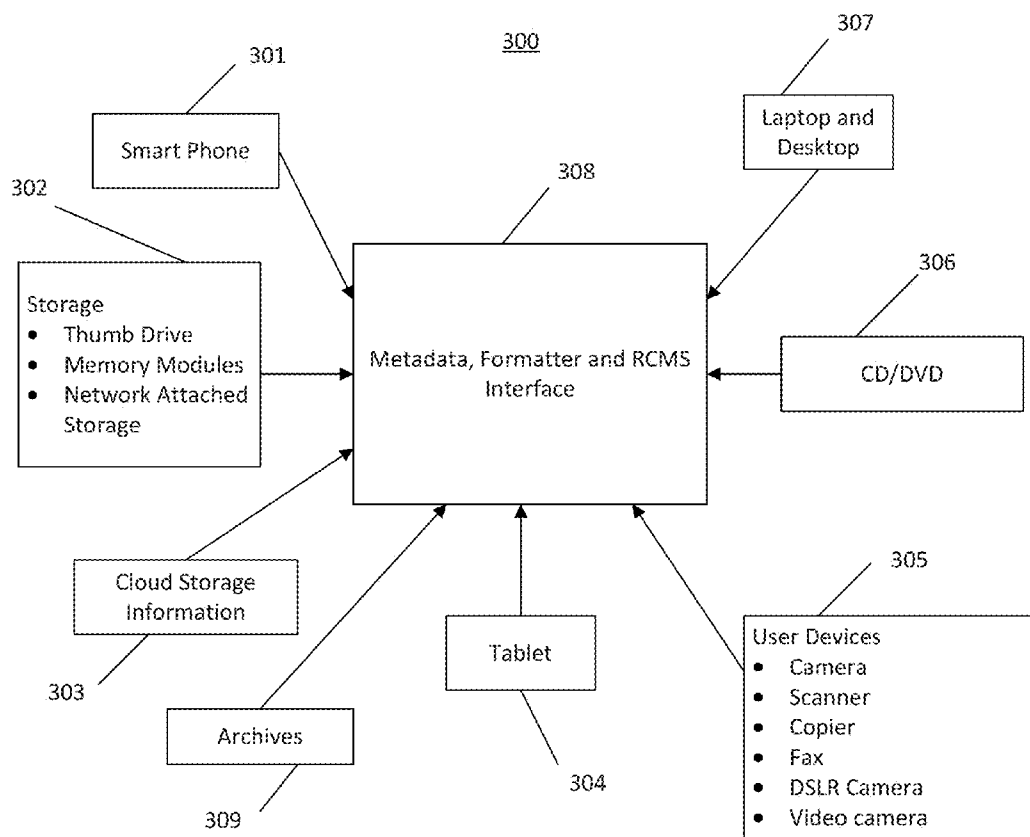 300
301
Smart Phone
302
Storage
● Thumb Drive
● Memory Modules
● Network Attached
Storage
303
Cloud Storage
Information
309
Archives
304
Tablet
305
User Devices
● Camera
● Scanner
● Copier
● Fax
● DSLR Camera
● Video camera
306
CD/DVD
307
Laptop and
Desktop
308
Metadata, Formatter and RCMS
Interface